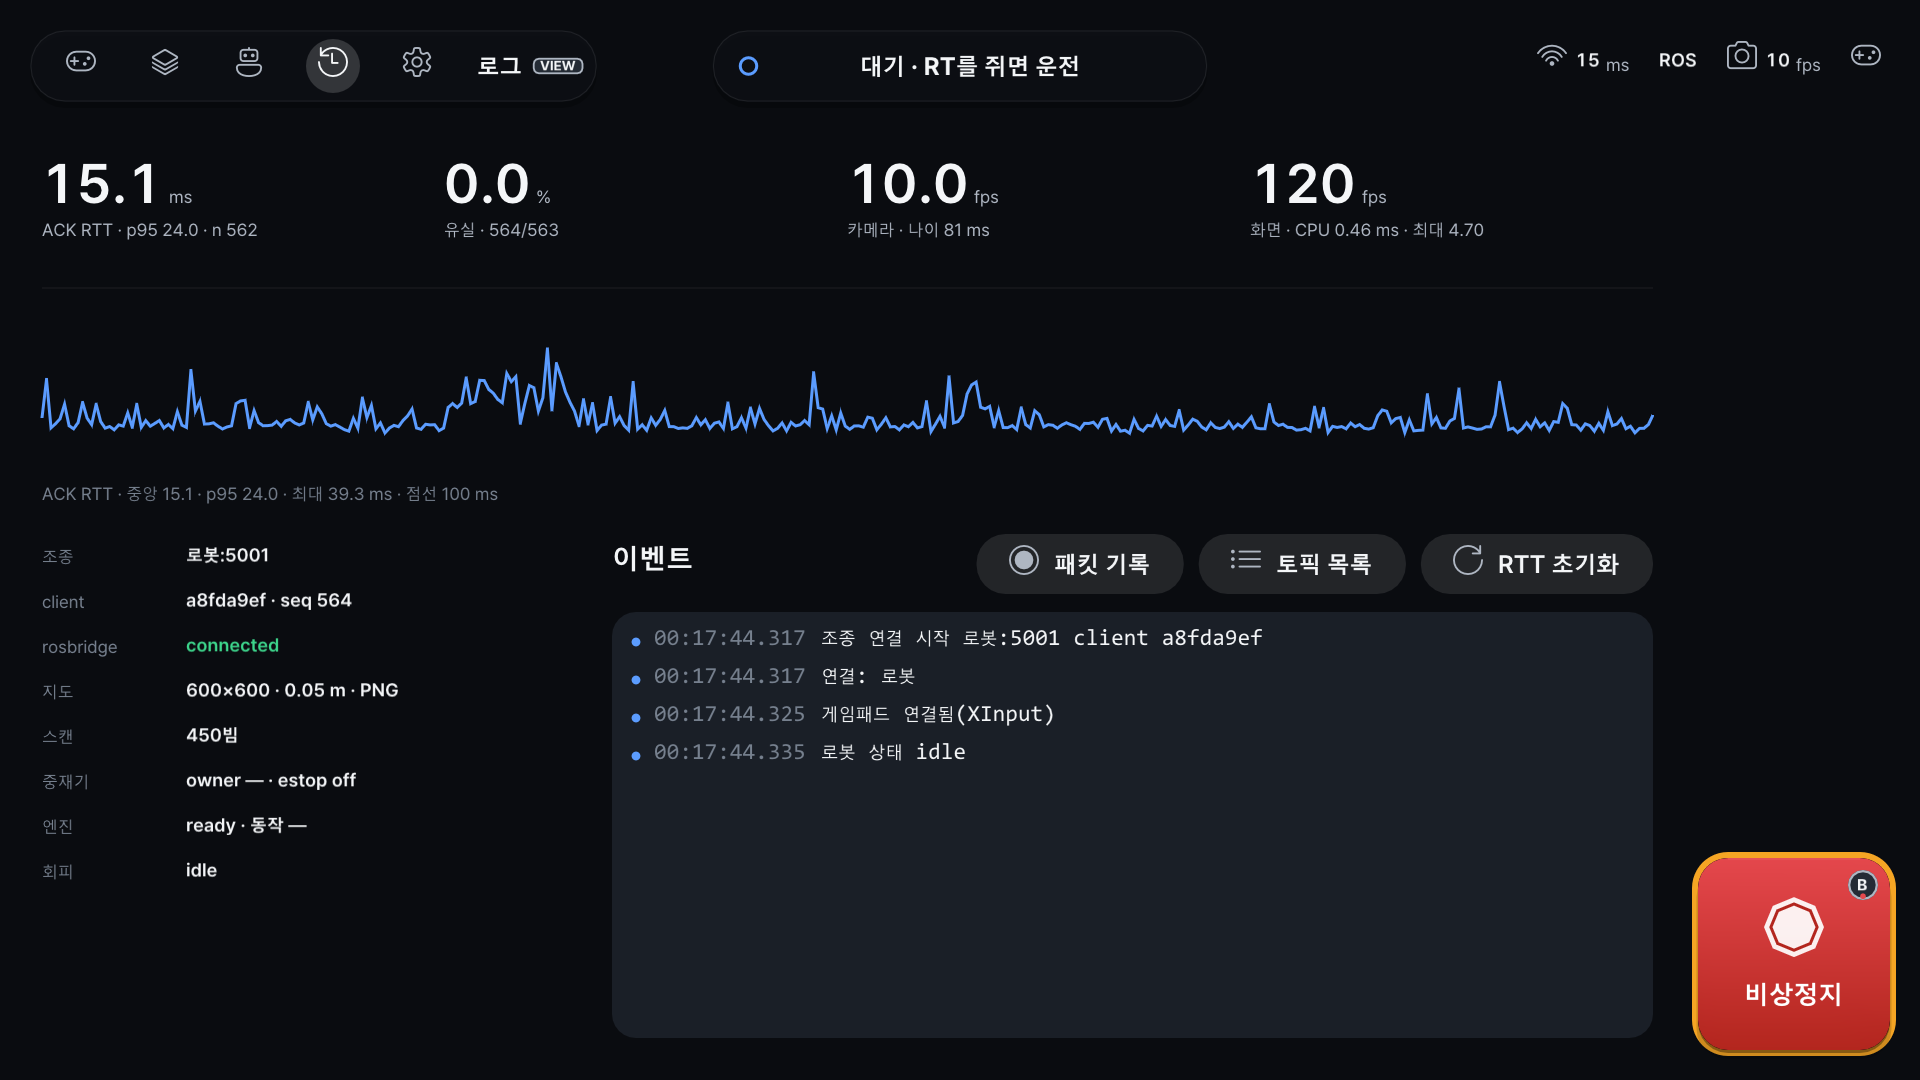 로그 VIEW
대기 · RT를 쥐면 운전
15 ms ROS 10 fps
15.1 ms
ACK RTT · p95 24.0 · n 562
0.0 %
유실 · 564/563
10.0 fps
카메라 · 나이 81 ms
120 fps
화면 · CPU 0.46 ms · 최대 4.70
ACK RTT · 중앙 15.1 · p95 24.0 · 최대 39.3 ms · 점선 100 ms
조종 로봇:5001
client a8fda9ef · seq 564
rosbridge connected
지도 600×600 · 0.05 m · PNG
스캔 450빔
중재기 owner — · estop off
엔진 ready · 동작 —
회피 idle
이벤트
패킷 기록
토픽 목록
RTT 초기화
00:17:44.317 조종 연결 시작 로봇:5001 client a8fda9ef
00:17:44.317 연결: 로봇
00:17:44.325 게임패드 연결됨(XInput)
00:17:44.335 로봇 상태 idle
B
비상정지